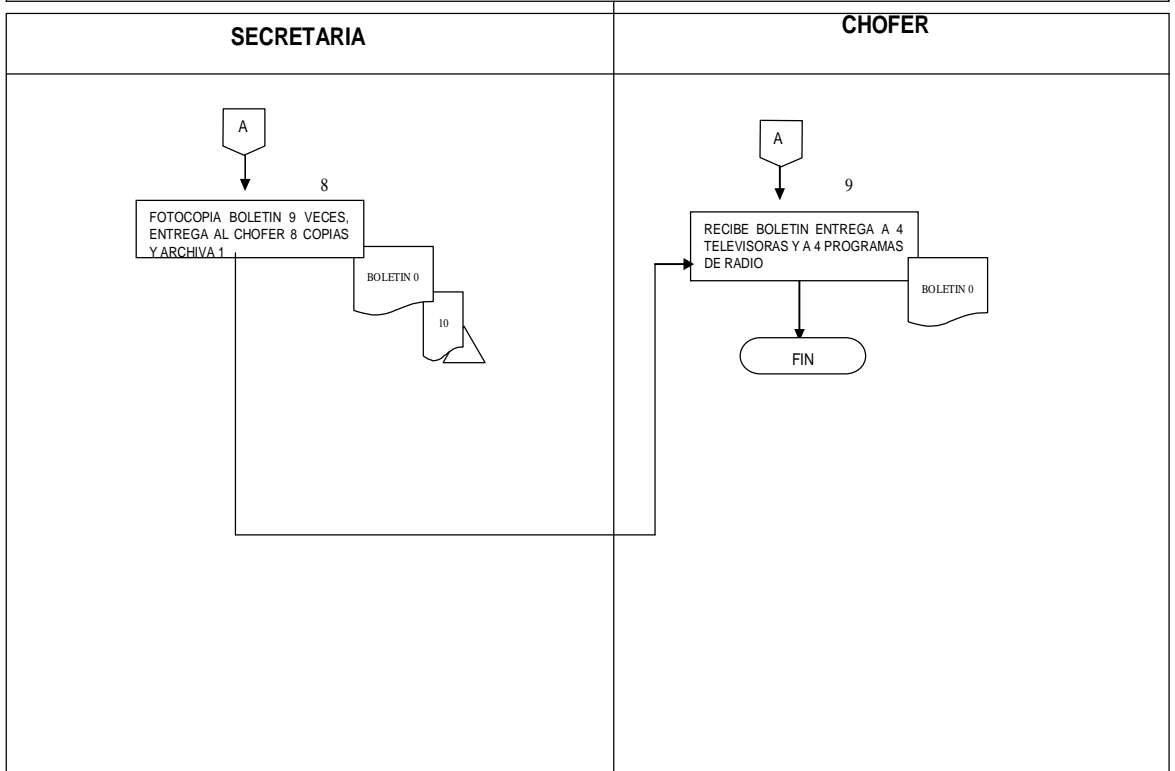 SECRETARIA
CHOFER
A
8
FOTOCOPIA BOLETIN 9 VECES,
ENTREGA AL CHOFER 8 COPIAS
Y ARCHIVA 1
BOLETIN 0
10
A
9
RECIBE BOLETIN ENTREGA A 4
TELEVISORAS Y A 4 PROGRAMAS
DE RADIO
BOLETIN 0
FIN